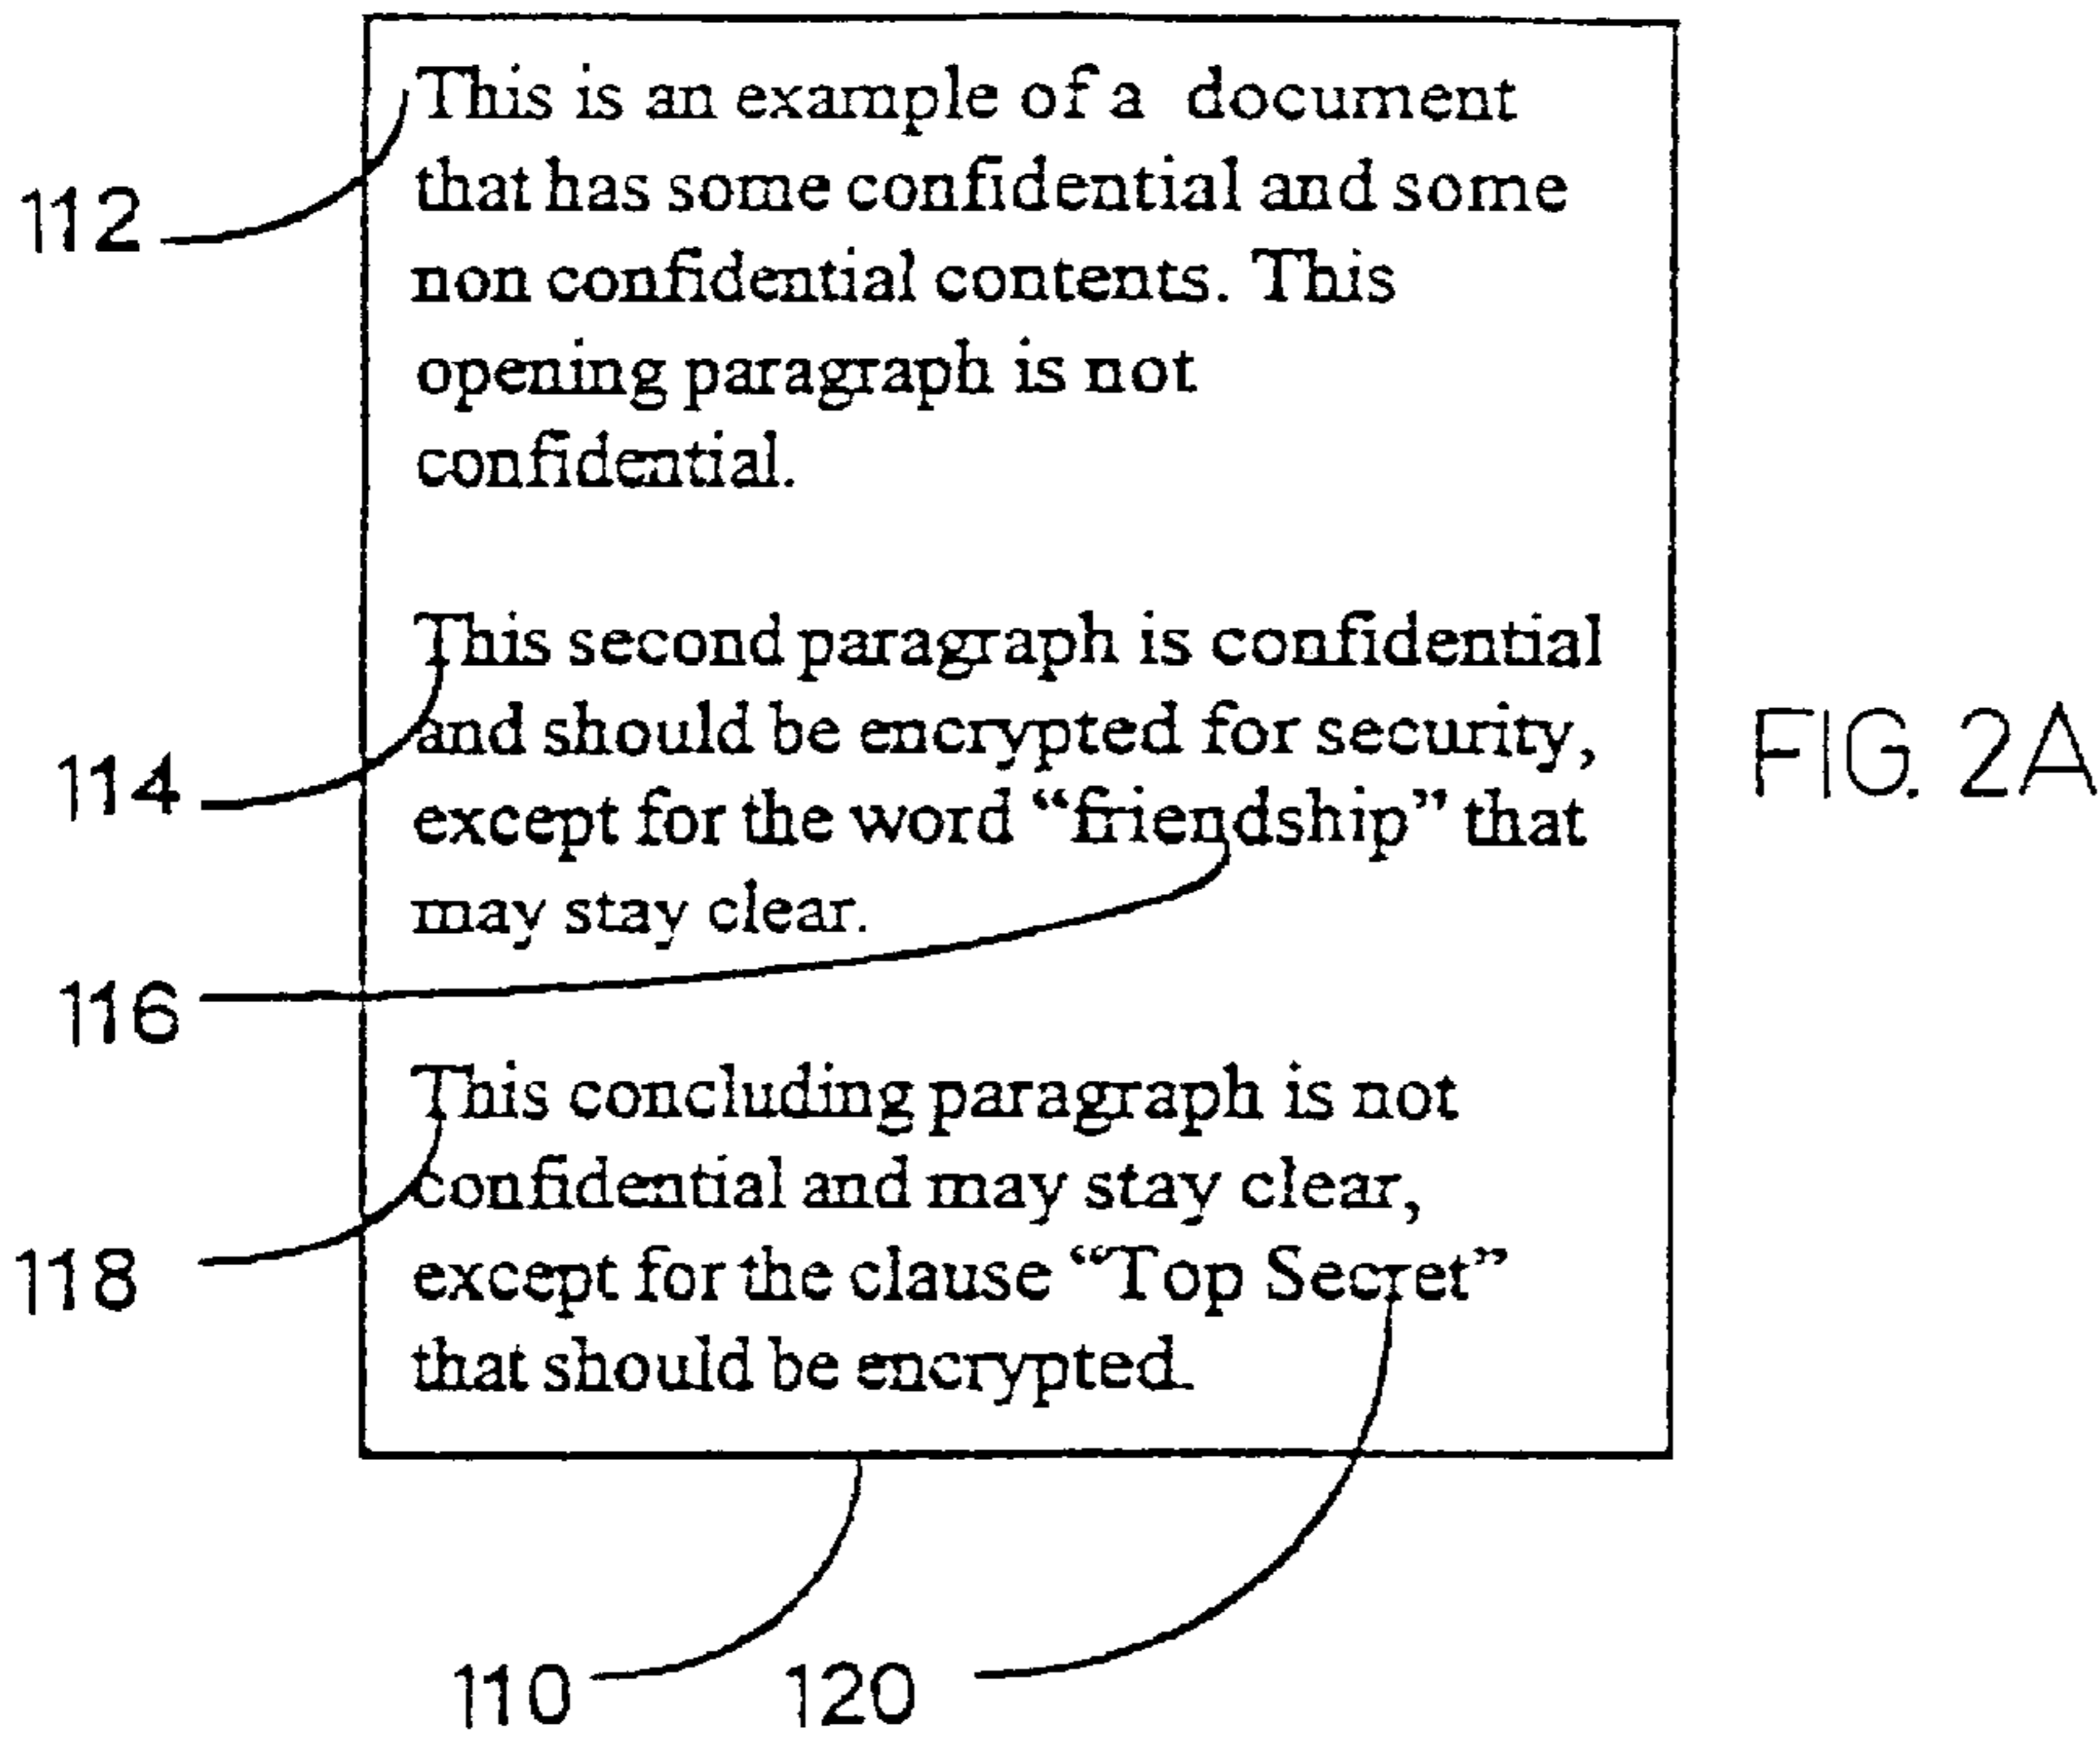 This is an example of a document
112
that has some confidential and some
non confidential contents. This
opening paragraph is not
confidential.
This second paragraph is confidential
and should be encrypted for security,
FIG. 2A
114
except for the word “friendship” that
may stay clear.
116
This concluding paragraph is not
confidential and may stay clear,
118
except for the clause “Top Secret”
that should be encrypted.
110
120